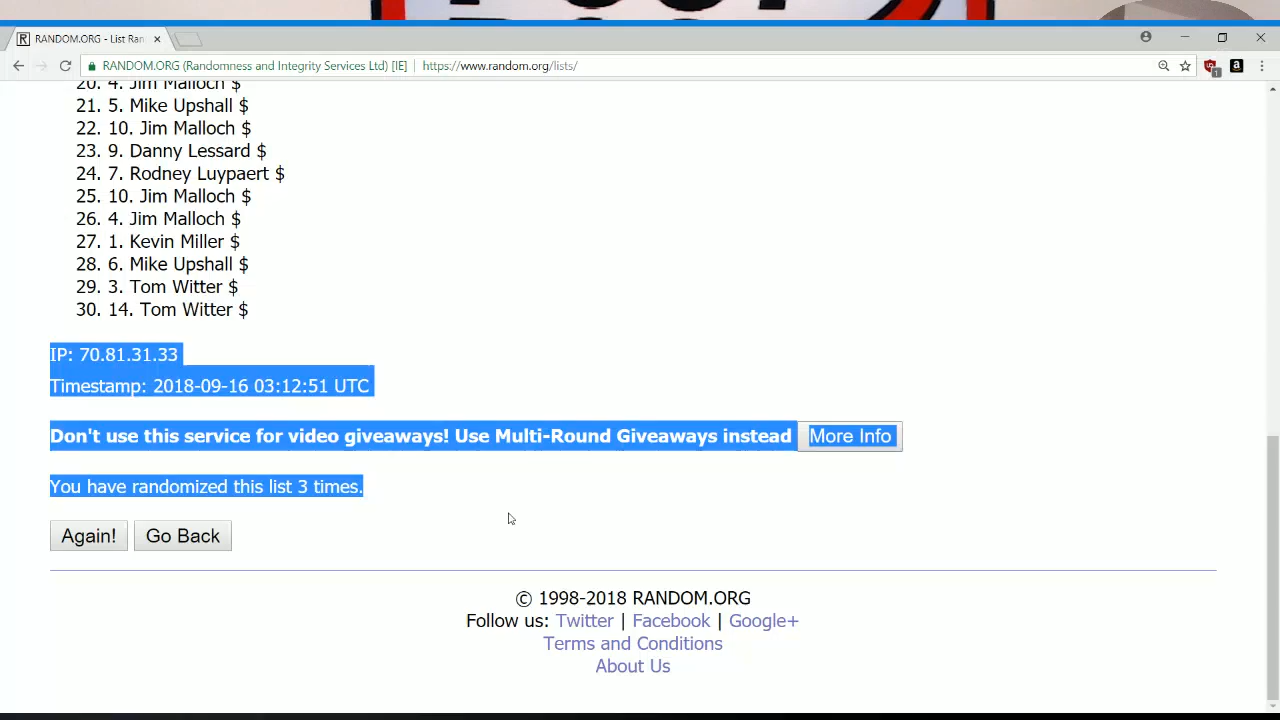 RANDOM.ORG - List Ran
RANDOM.ORG (Randomness and Integrity Services Ltd) [IE] https://www.random.org/lists/
20. 4. Jim Malloch $
21. 5. Mike Upshall $
22. 10. Jim Malloch $
23. 9. Danny Lessard $
24. 7. Rodney Luypaert $
25. 10. Jim Malloch $
26. 4. Jim Malloch $
27. 1. Kevin Miller $
28. 6. Mike Upshall $
29. 3. Tom Witter $
30. 14. Tom Witter $
IP: 70.81.31.33
Timestamp: 2018-09-16 03:12:51 UTC
Don't use this service for video giveaways! Use Multi-Round Giveaways instead More Info
You have randomized this list 3 times.
Again! Go Back
© 1998-2018 RANDOM.ORG
Follow us: Twitter | Facebook | Google+
Terms and Conditions
About Us